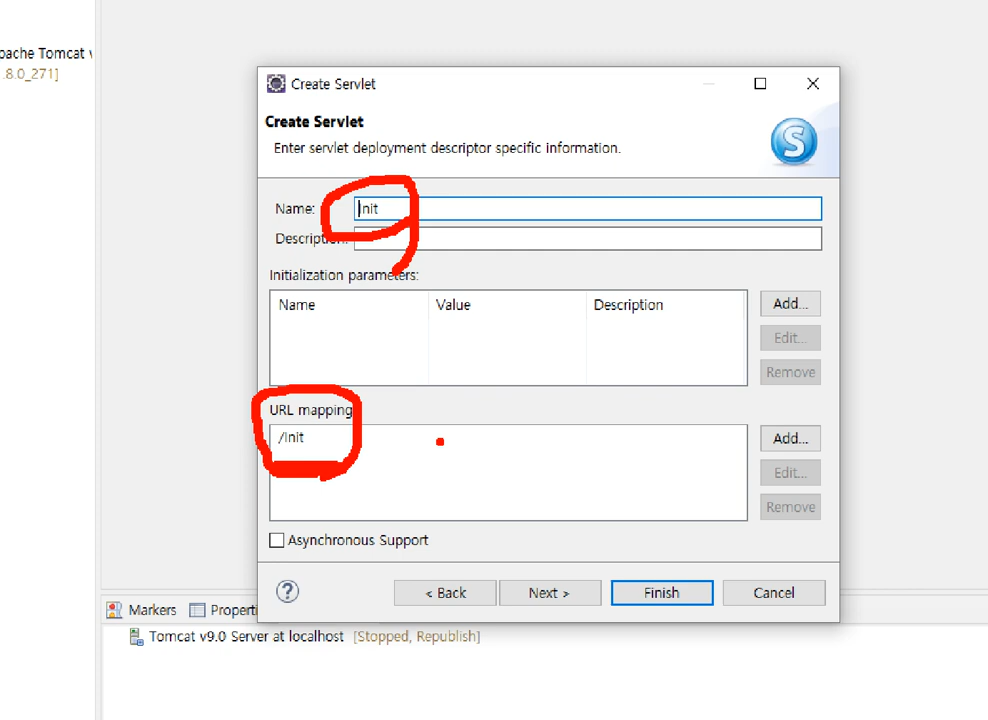 pache Tomcat v
.8.0_271]
Create Servlet
Create Servlet
Enter servlet deployment descriptor specific information.
Name: Init
Description:
Initialization parameters:
Name Value Description
Add...
Edit...
Remove
URL mapping
/Init
Add...
Edit...
Remove
Asynchronous Support
? < Back Next > Finish Cancel
Markers Properti
Tomcat v9.0 Server at localhost [Stopped, Republish]